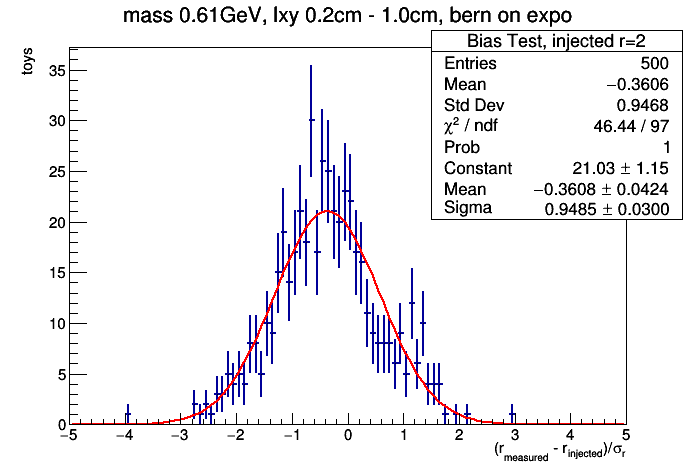 mass 0.61GeV, lxy 0.2cm - 1.0cm, bern on expo
toys
Bias Test, injected r=2
Entries 500
Mean −0.3606
Std Dev 0.9468
χ² / ndf 46.44 / 97
Prob 1
Constant 21.03 ± 1.15
Mean −0.3608 ± 0.0424
Sigma 0.9485 ± 0.0300
35
30
25
20
15
10
5
0
−5 −4 −3 −2 −1 0 1 2 3 4 5
(r_measured - r_injected)/σ_r